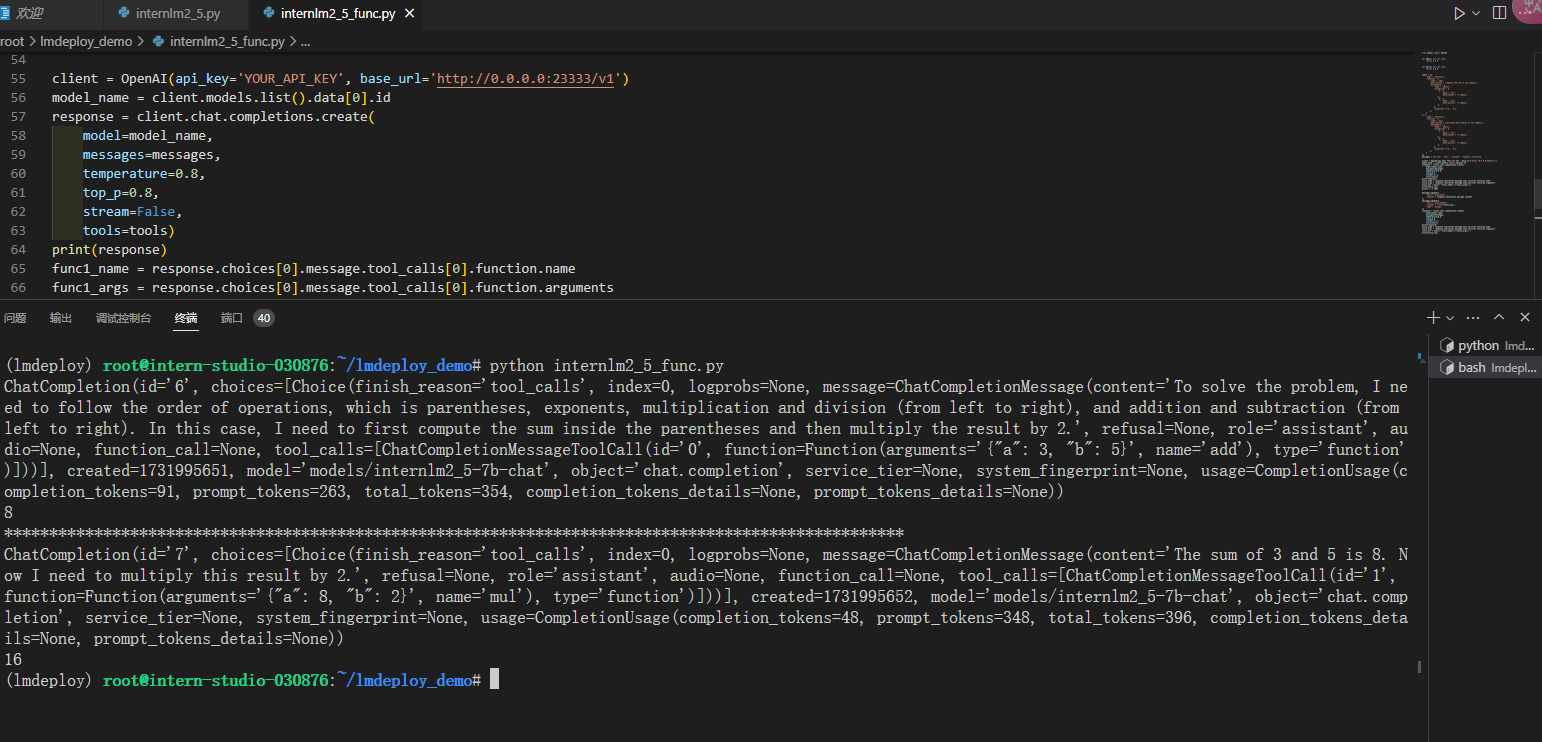 欢迎
internlm2_5.py
internlm2_5_func.py
root > lmdeploy_demo > internlm2_5_func.py > ...
54
55 client = OpenAI(api_key='YOUR_API_KEY', base_url='http://0.0.0.0:23333/v1')
56 model_name = client.models.list().data[0].id
57 response = client.chat.completions.create(
58 model=model_name,
59 messages=messages,
60 temperature=0.8,
61 top_p=0.8,
62 stream=False,
63 tools=tools)
64 print(response)
65 func1_name = response.choices[0].message.tool_calls[0].function.name
66 func1_args = response.choices[0].message.tool_calls[0].function.arguments
问题 输出 调试控制台 终端 端口 40
python lmd...
bash lmdepl...
(lmdeploy) root@intern-studio-030876:~/lmdeploy_demo# python internlm2_5_func.py
ChatCompletion(id='6', choices=[Choice(finish_reason='tool_calls', index=0, logprobs=None, message=ChatCompletionMessage(content='To solve the problem, I ne
ed to follow the order of operations, which is parentheses, exponents, multiplication and division (from left to right), and addition and subtraction (from
left to right). In this case, I need to first compute the sum inside the parentheses and then multiply the result by 2.', refusal=None, role='assistant', au
dio=None, function_call=None, tool_calls=[ChatCompletionMessageToolCall(id='0', function=Function(arguments='{"a": 3, "b": 5}', name='add'), type='function'
)]))], created=1731995651, model='models/internlm2_5-7b-chat', object='chat.completion', service_tier=None, system_fingerprint=None, usage=CompletionUsage(c
ompletion_tokens=91, prompt_tokens=263, total_tokens=354, completion_tokens_details=None, prompt_tokens_details=None))
8
****************************************************************************************************
ChatCompletion(id='7', choices=[Choice(finish_reason='tool_calls', index=0, logprobs=None, message=ChatCompletionMessage(content='The sum of 3 and 5 is 8. N
ow I need to multiply this result by 2.', refusal=None, role='assistant', audio=None, function_call=None, tool_calls=[ChatCompletionMessageToolCall(id='1',
function=Function(arguments='{"a": 8, "b": 2}', name='mul'), type='function')]))], created=1731995652, model='models/internlm2_5-7b-chat', object='chat.comp
letion', service_tier=None, system_fingerprint=None, usage=CompletionUsage(completion_tokens=48, prompt_tokens=348, total_tokens=396, completion_tokens_deta
ils=None, prompt_tokens_details=None))
16
(lmdeploy) root@intern-studio-030876:~/lmdeploy_demo#